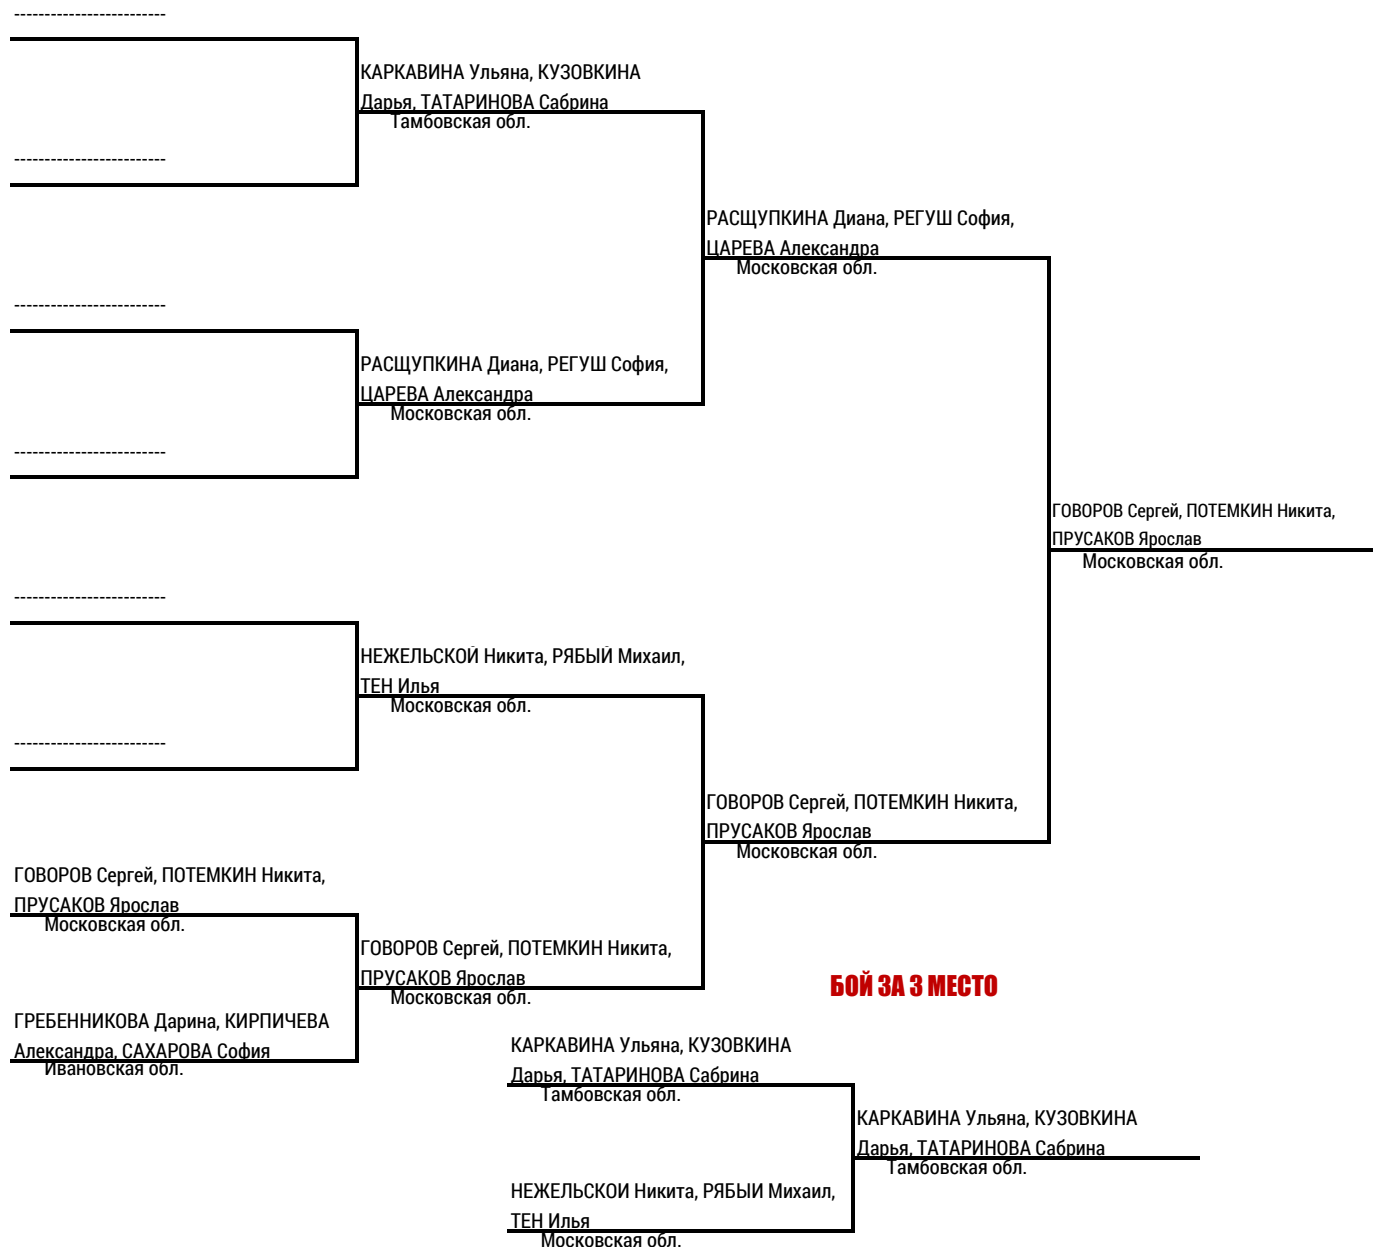 -------------------------
КАРКАВИНА Ульяна, КУЗОВКИНА
Дарья, ТАТАРИНОВА Сабрина
Тамбовская обл.
-------------------------
РАСЩУПКИНА Диана, РЕГУШ София,
ЦАРЕВА Александра
Московская обл.
-------------------------
РАСЩУПКИНА Диана, РЕГУШ София,
ЦАРЕВА Александра
Московская обл.
-------------------------
ГОВОРОВ Сергей, ПОТЕМКИН Никита,
ПРУСАКОВ Ярослав
Московская обл.
-------------------------
НЕЖЕЛЬСКОЙ Никита, РЯБЫЙ Михаил,
ТЕН Илья
Московская обл.
-------------------------
ГОВОРОВ Сергей, ПОТЕМКИН Никита,
ПРУСАКОВ Ярослав
Московская обл.
ГОВОРОВ Сергей, ПОТЕМКИН Никита,
ПРУСАКОВ Ярослав
Московская обл.
ГОВОРОВ Сергей, ПОТЕМКИН Никита,
ПРУСАКОВ Ярослав
Московская обл.
БОЙ ЗА 3 МЕСТО
ГРЕБЕННИКОВА Дарина, КИРПИЧЕВА
Александра, САХАРОВА София
Ивановская обл.
КАРКАВИНА Ульяна, КУЗОВКИНА
Дарья, ТАТАРИНОВА Сабрина
Тамбовская обл.
КАРКАВИНА Ульяна, КУЗОВКИНА
Дарья, ТАТАРИНОВА Сабрина
Тамбовская обл.
НЕЖЕЛЬСКОЙ Никита, РЯБЫЙ Михаил,
ТЕН Илья
Московская обл.